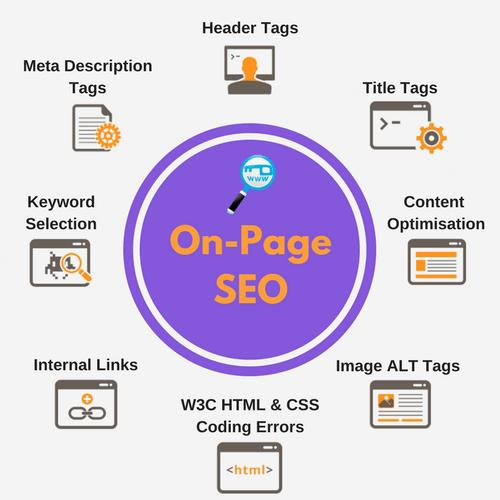 Header Tags
Meta Description
Tags
Title Tags
>-
>-
www
Keyword
Selection
Content
Optimisation
On-Page
SEO
Internal Links
Image ALT Tags
W3C HTML & CSS
Coding Errors
<html>